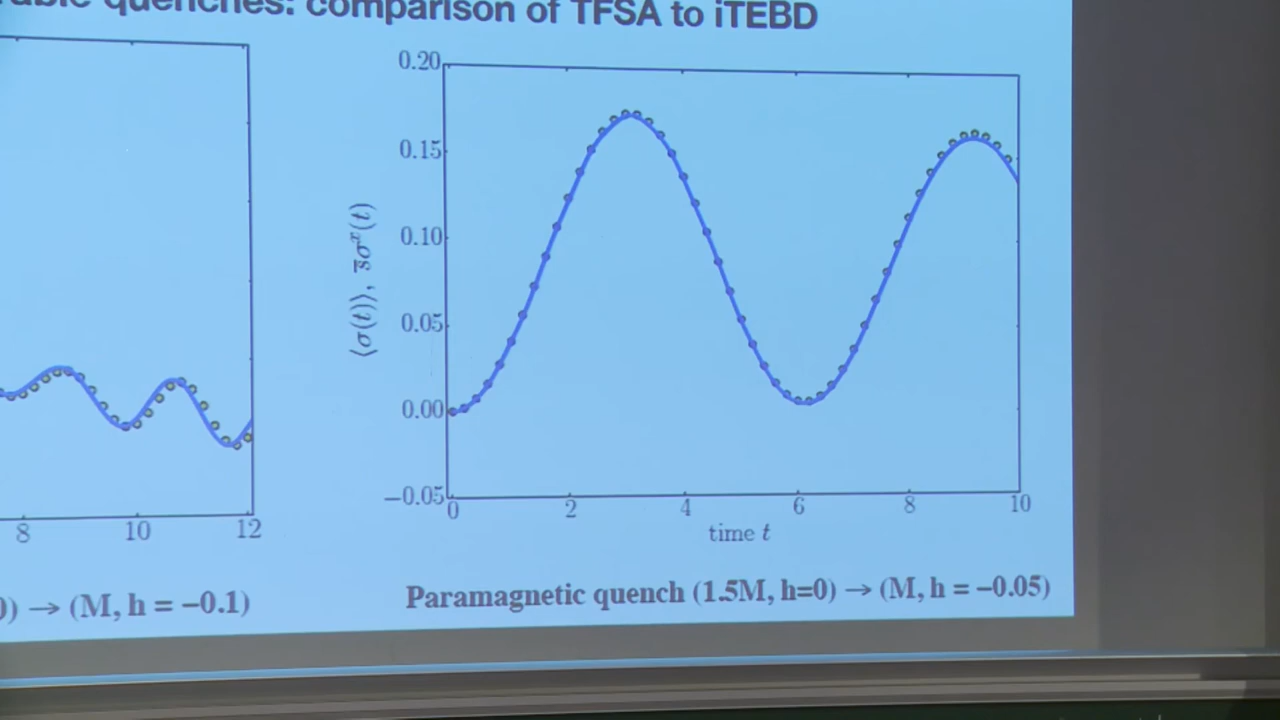 quenches: comparison of TFSA to iTEBD
0.20
0.15
0.10
0.05
0.00
−0.05
⟨σ(t)⟩, s̅σˣ(t)
0 2 4 6 8 10
time t
8 10 12
0) → (M, h = −0.1)
Paramagnetic quench (1.5M, h=0) → (M, h = −0.05)